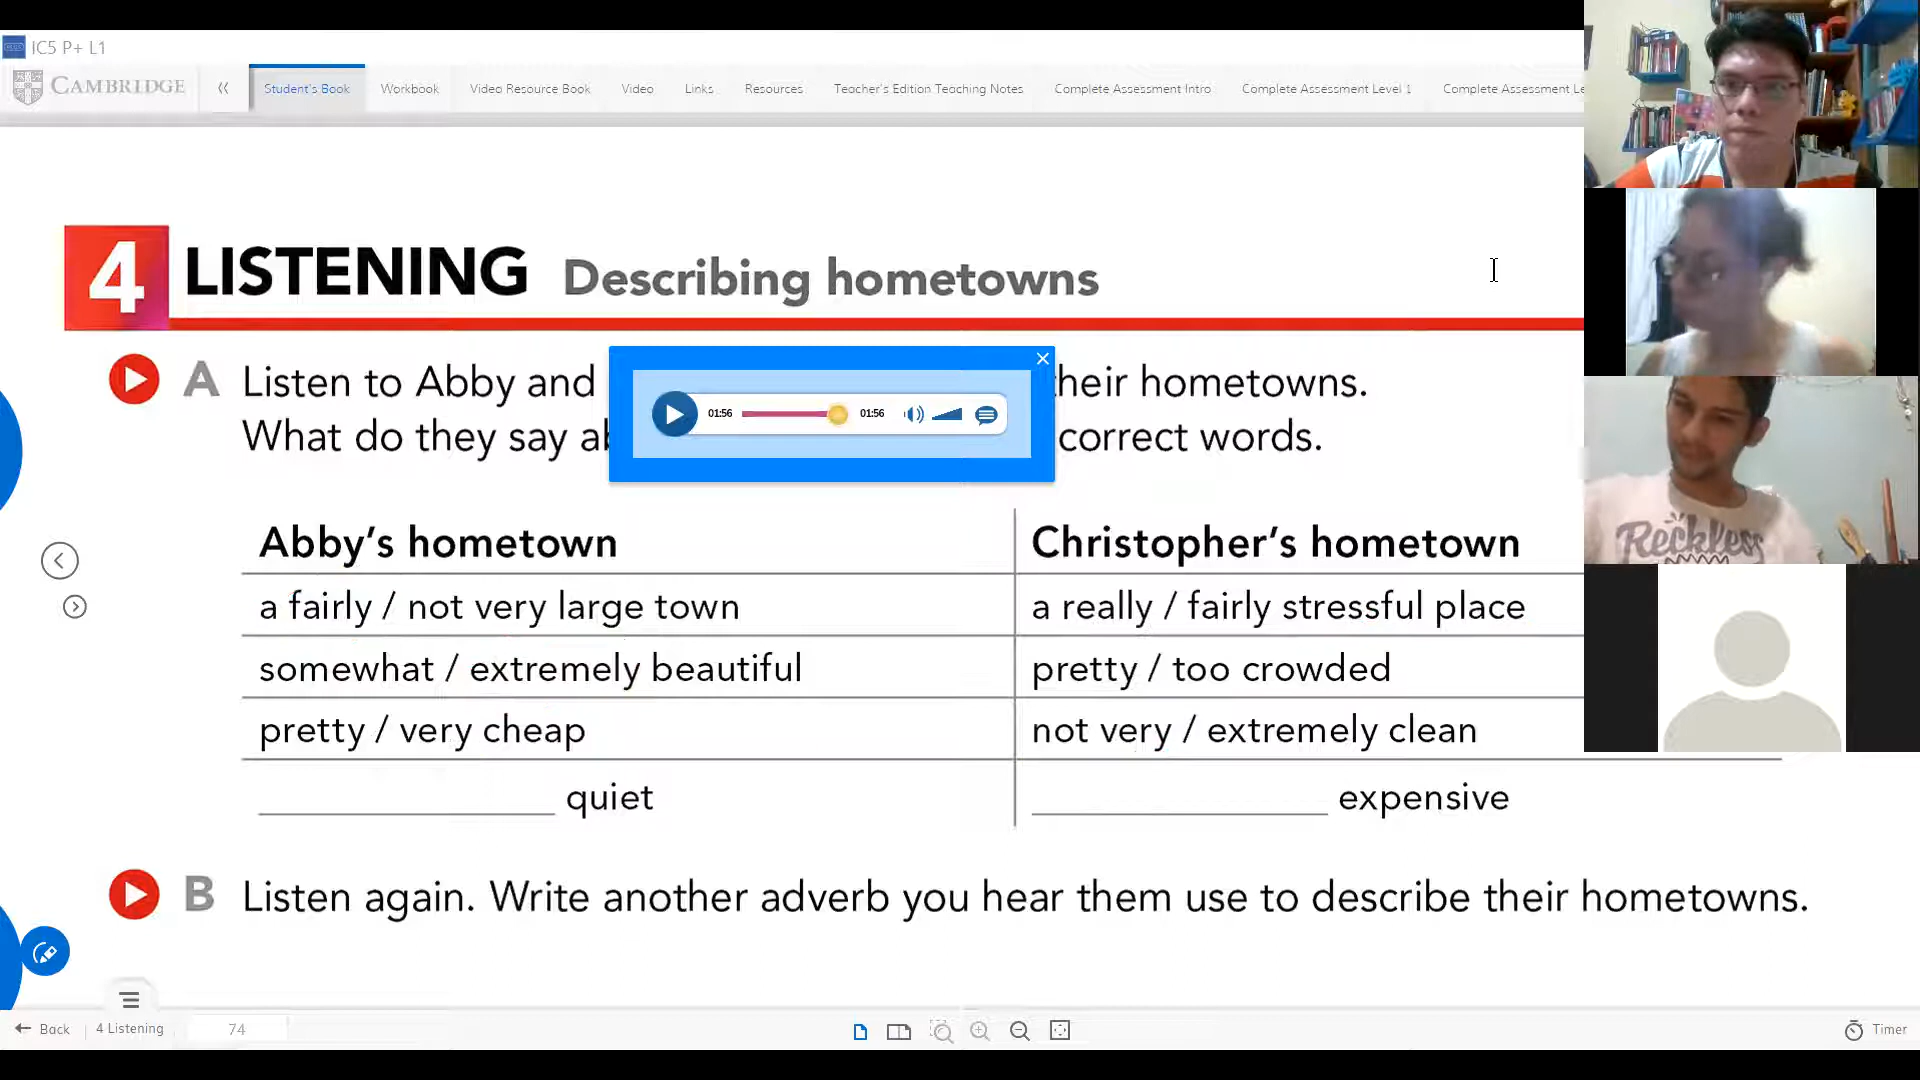 IC5 P+ L1
CAMBRIDGE
«
Student's Book
Workbook
Video Resource Book
Video
Links
Resources
Teacher's Edition Teaching Notes
Complete Assessment Intro
Complete Assessment Level 1
Complete Assessment Le
4 LISTENING Describing hometowns
A Listen to Abby and their hometowns.
What do they say correct words.
01:56 01:56
Abby's hometown Christopher's hometown
a fairly / not very large town a really / fairly stressful place
somewhat / extremely beautiful pretty / too crowded
pretty / very cheap not very / extremely clean
quiet expensive
B Listen again. Write another adverb you hear them use to describe their hometowns.
Reckless
Back 4 Listening 74 Timer